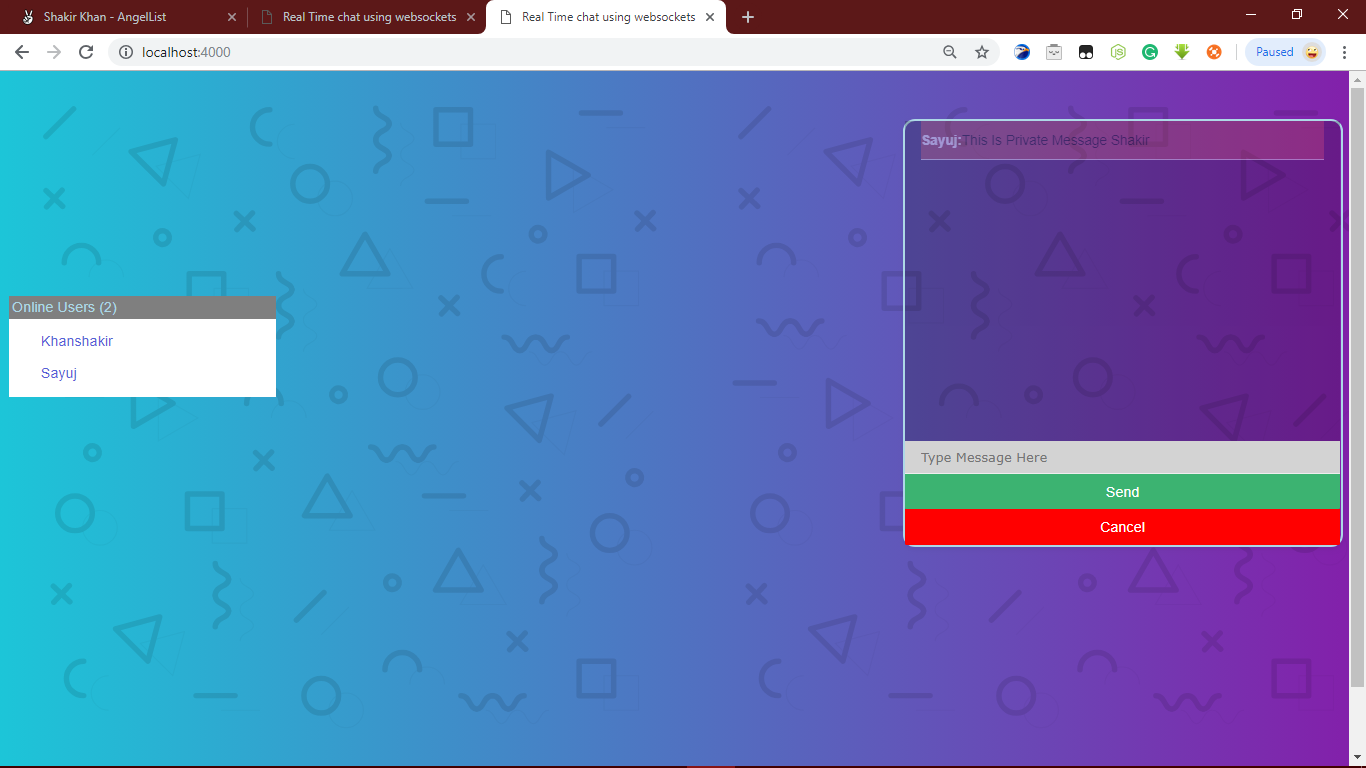 Shakir Khan - AngelList
Real Time chat using websockets
Real Time chat using websockets
localhost:4000
Paused
Sayuj:This Is Private Message Shakir
Online Users (2)
Khanshakir
Sayuj
Type Message Here
Send
Cancel